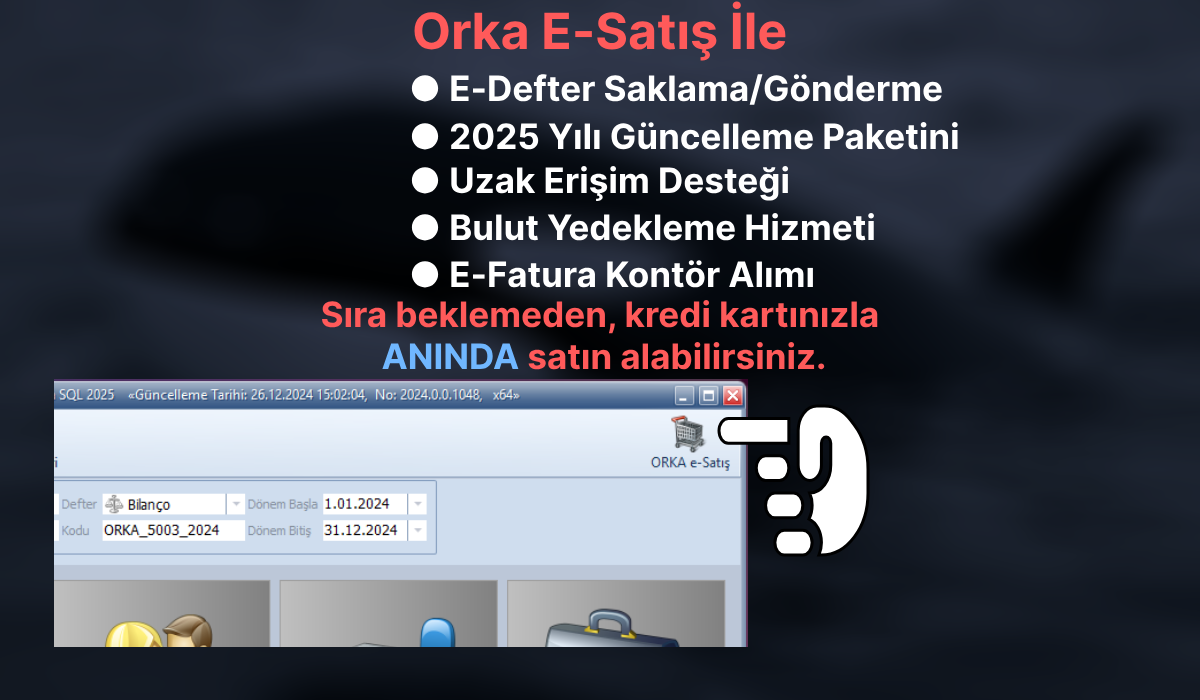 Orka E-Satış İle
● E-Defter Saklama/Gönderme
● 2025 Yılı Güncelleme Paketini
● Uzak Erişim Desteği
● Bulut Yedekleme Hizmeti
● E-Fatura Kontör Alımı
Sıra beklemeden, kredi kartınızla
ANINDA satın alabilirsiniz.
SQL 2025 «Güncelleme Tarihi: 26.12.2024 15:02:04, No: 2024.0.0.1048, x64»
i ORKA e-Satış
Defter Bilanço Dönem Başla 1.01.2024
Kodu ORKA_5003_2024 Dönem Bitiş 31.12.2024